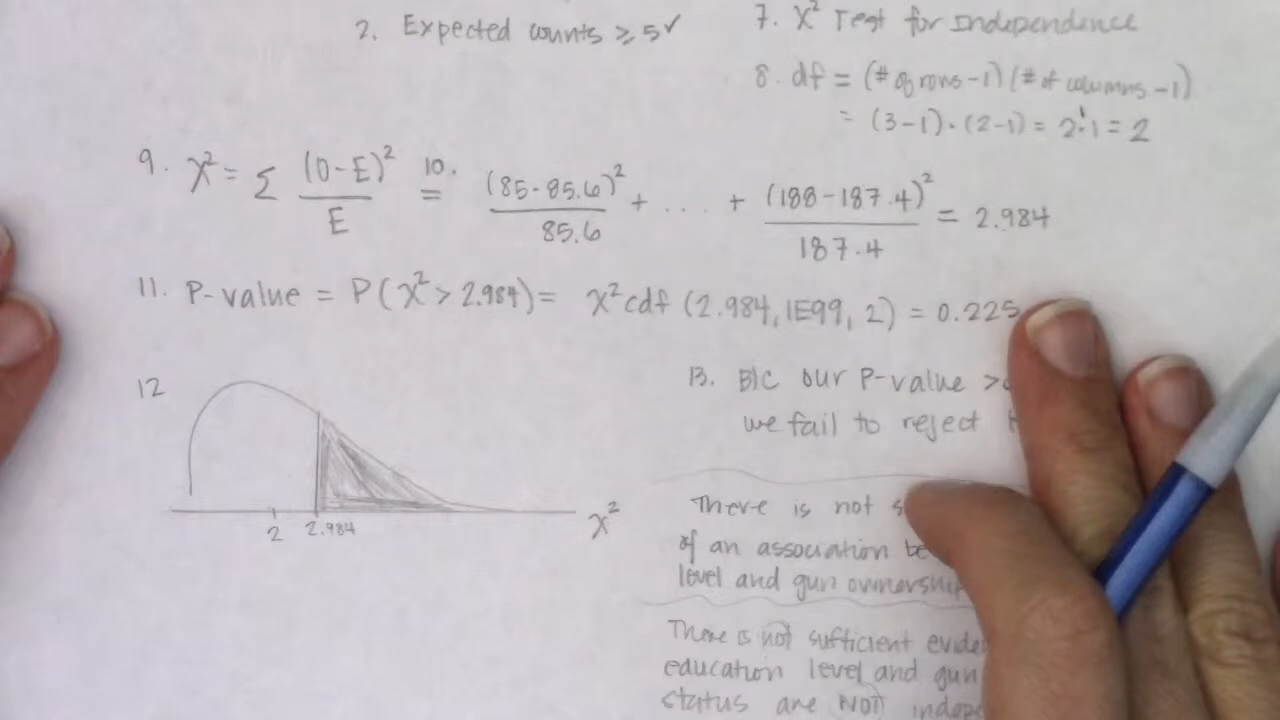 2. Expected counts ≥ 5 ✓
7. χ² Test for Independence
8. df = (# of rows - 1)(# of columns - 1)
= (3-1)·(2-1) = 2·1 = 2
9. χ² = Σ (O-E)²/E 10. = (85-85.6)²/85.6 + .... + (188-187.4)²/187.4 = 2.984
11. P-value = P(χ² > 2.984) = χ²cdf (2.984, 1E99, 2) = 0.225
12
2 2.984 χ²
13. B/C our P-value >
we fail to reject
There is not
of an association
level and gun ownership
There is not sufficient
education level and gun
status are NOT